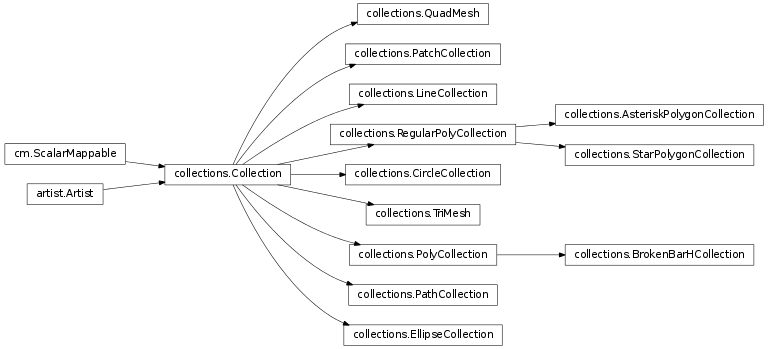 collections.QuadMesh
collections.PatchCollection
collections.LineCollection
collections.AsteriskPolygonCollection
collections.RegularPolyCollection
cm.ScalarMappable
collections.StarPolygonCollection
collections.Collection
collections.CircleCollection
artist.Artist
collections.TriMesh
collections.PolyCollection
collections.BrokenBarHCollection
collections.PathCollection
collections.EllipseCollection